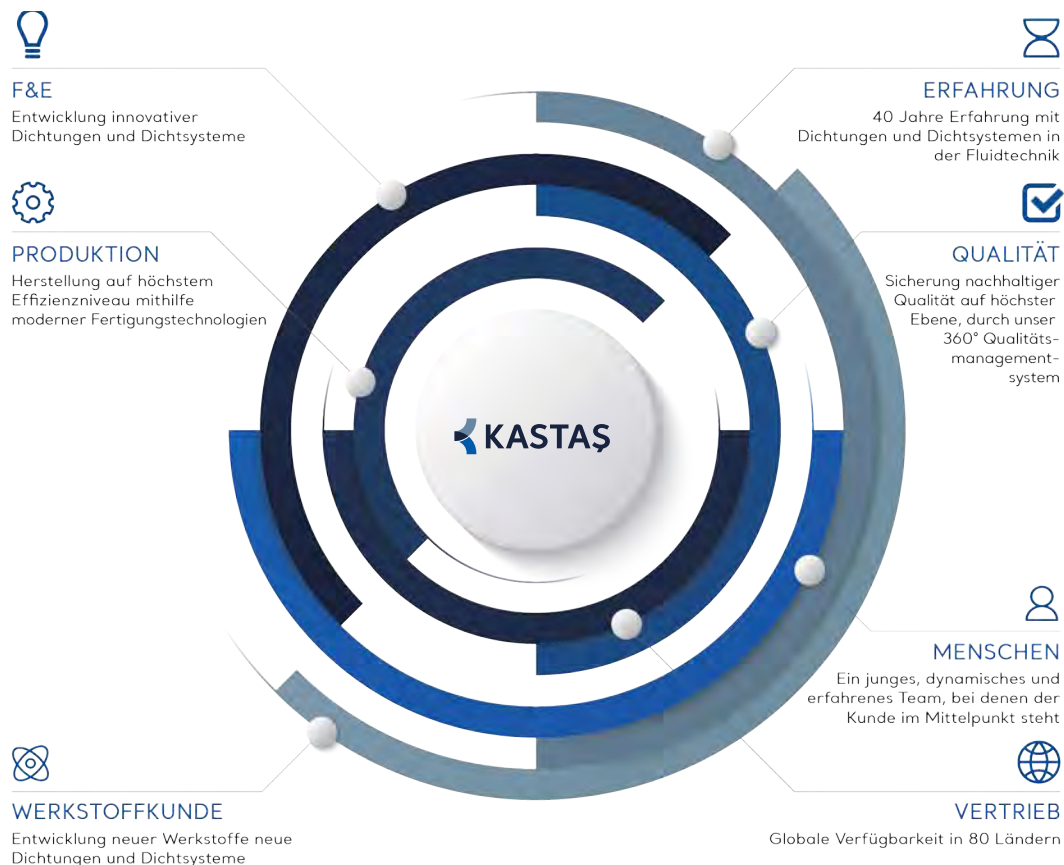 F&E
Entwicklung innovativer
Dichtungen und Dichtsysteme
PRODUKTION
Herstellung auf höchstem
Effizienzniveau mithilfe
moderner Fertigungstechnologien
WERKSTOFFKUNDE
Entwicklung neuer Werkstoffe neue
Dichtungen und Dichtsysteme
KASTAŞ
ERFAHRUNG
40 Jahre Erfahrung mit
Dichtungen und Dichtsystemen in
der Fluidtechnik
QUALITÄT
Sicherung nachhaltiger
Qualität auf höchster
Ebene, durch unser
360° Qualitäts-
management-
system
MENSCHEN
Ein junges, dynamisches und
erfahrenes Team, bei denen der
Kunde im Mittelpunkt steht
VERTRIEB
Globale Verfügbarkeit in 80 Ländern